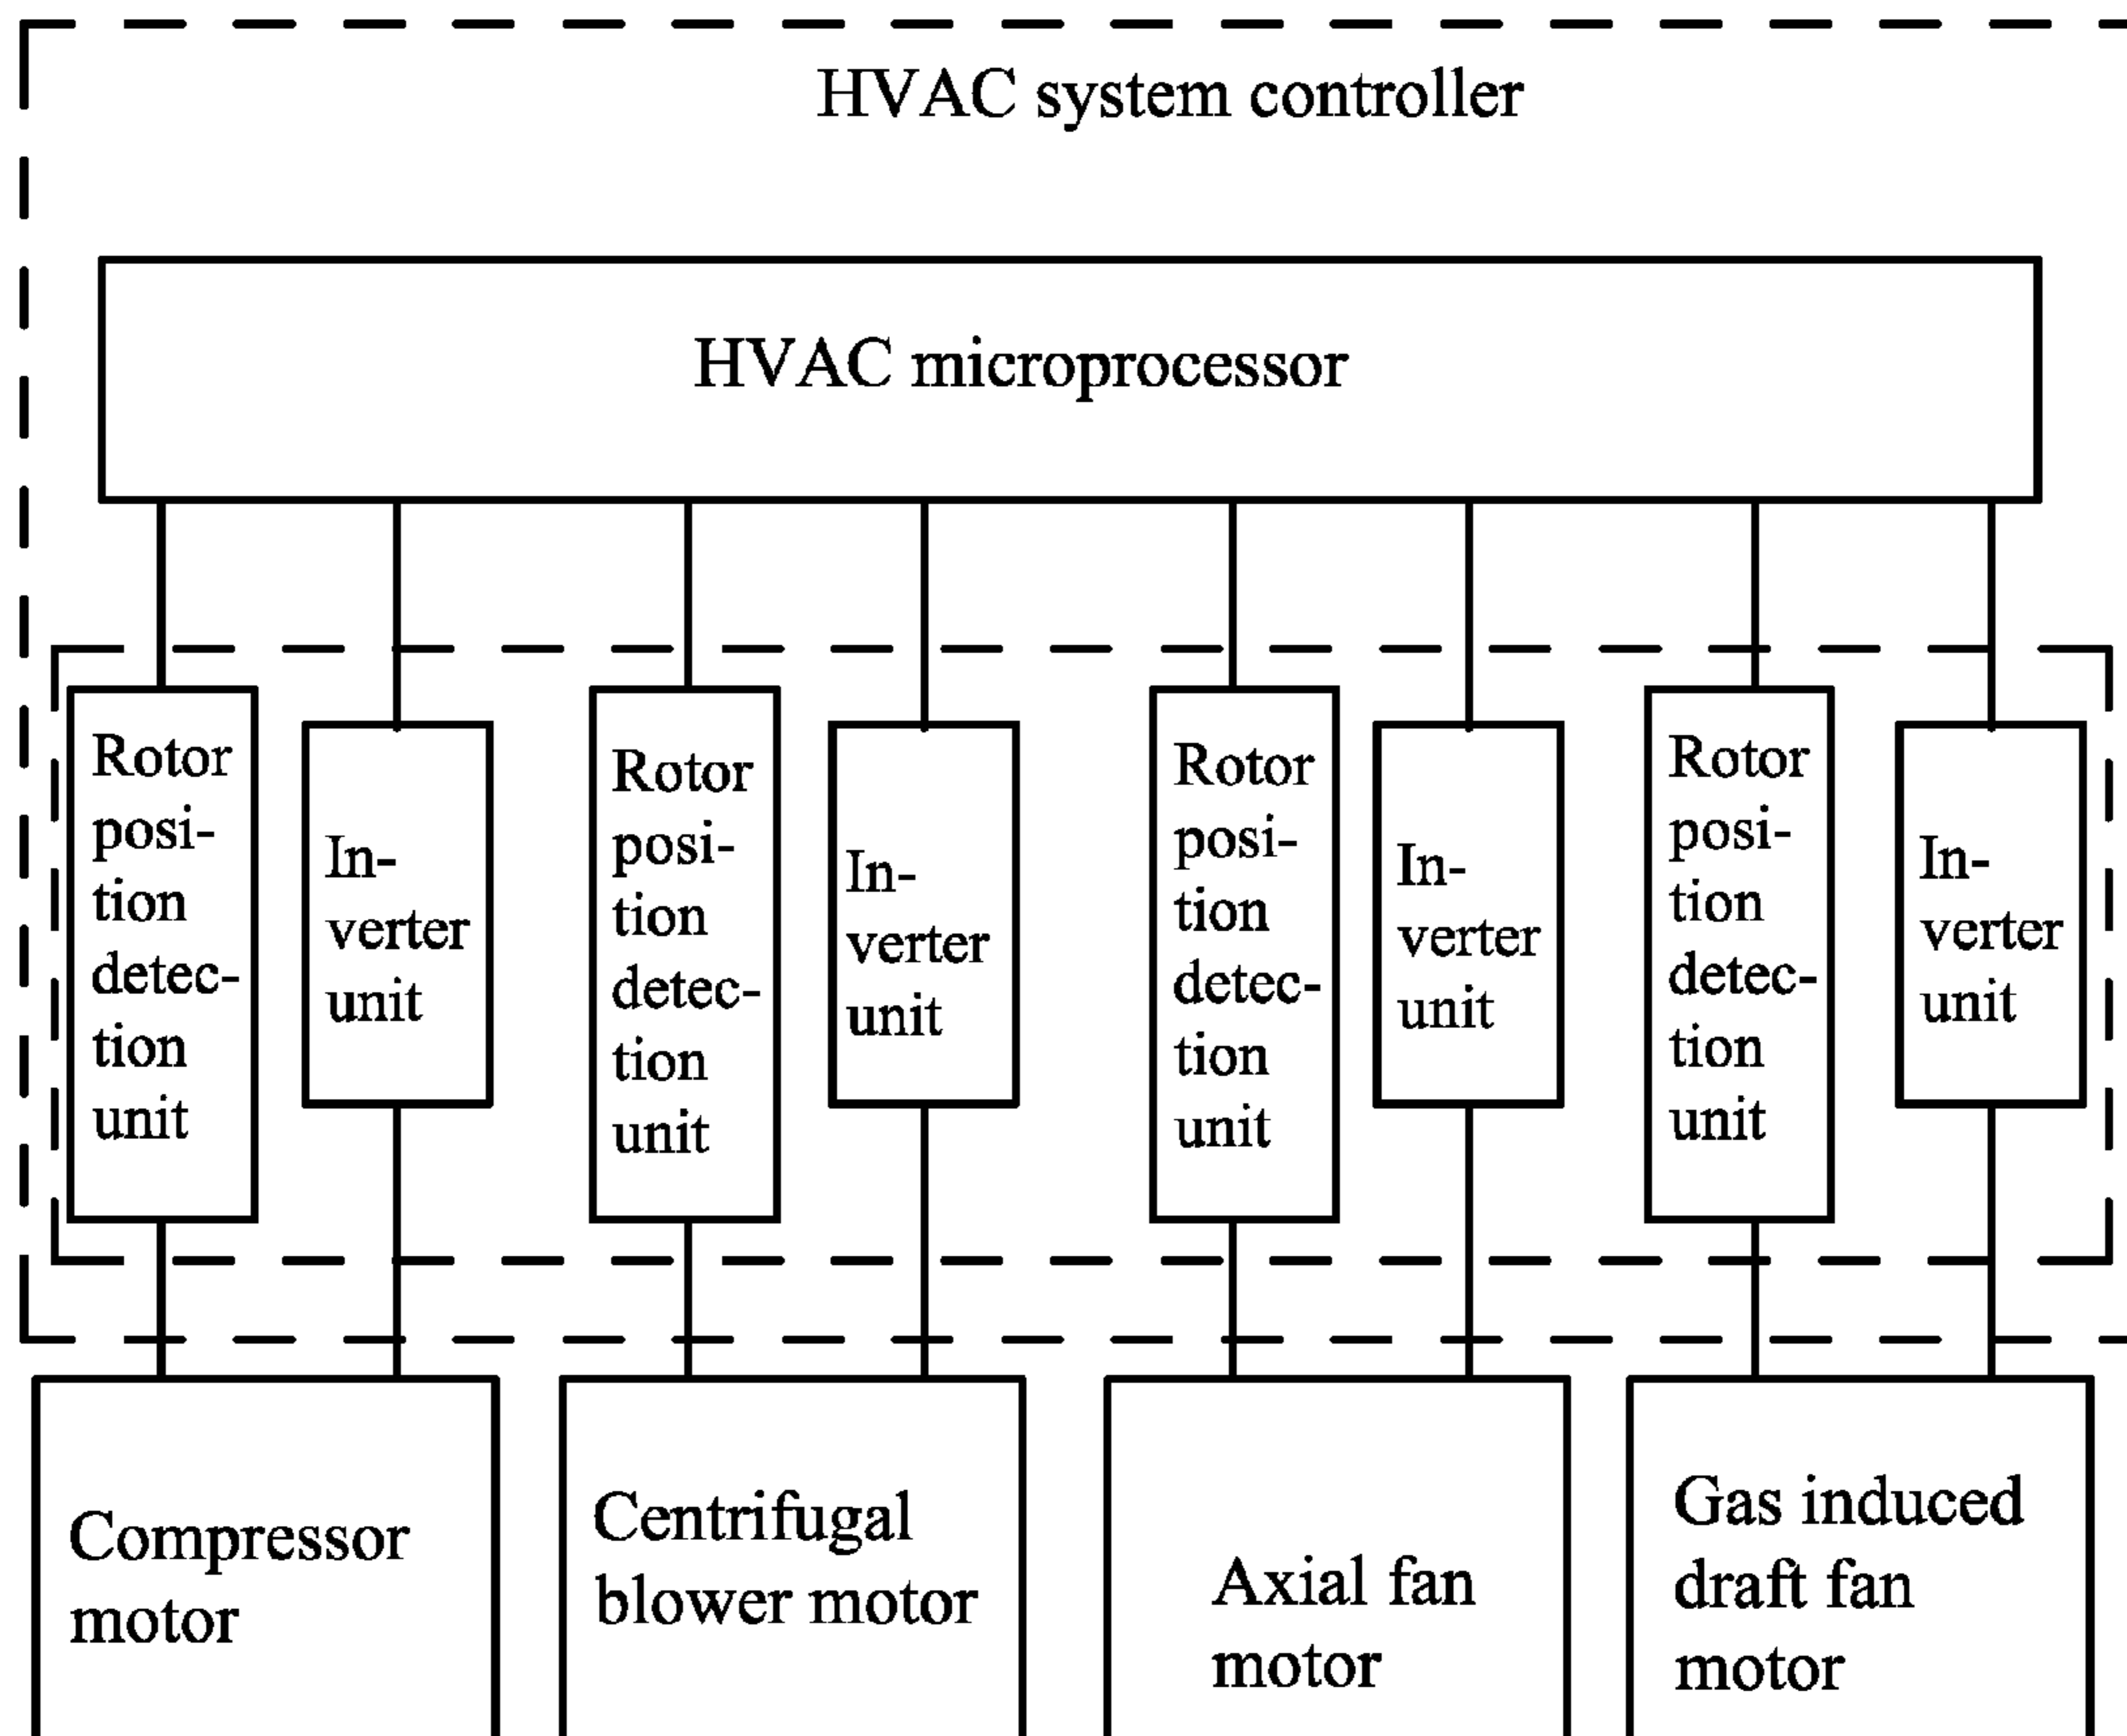 HVAC system controller
HVAC microprocessor
Rotor
posi-
tion
detec-
tion
unit
In-
verter
unit
Rotor
posi-
tion
detec-
tion
unit
In-
verter
unit
Rotor
posi-
tion
detec-
tion
unit
In-
verter
unit
Rotor
posi-
tion
detec-
tion
unit
In-
verter
unit
Compressor
motor
Centrifugal
blower motor
Axial fan
motor
Gas induced
draft fan
motor